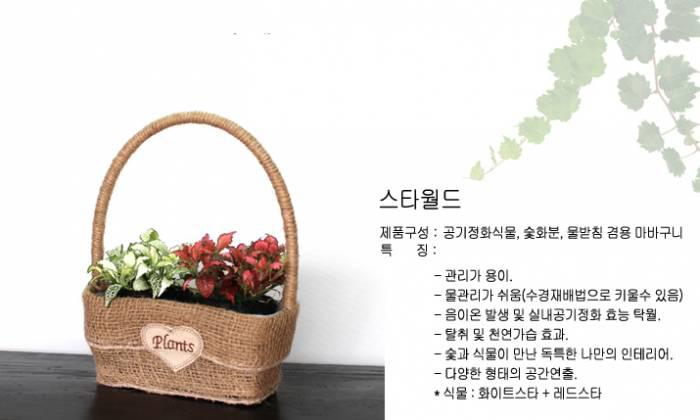 스타월드
제품구성 : 공기정화식물, 숯화분, 물받침 겸용 마바구니
특 징 :
- 관리가 용이.
- 물관리가 쉬움(수경재배법으로 키울수 있음)
- 음이온 발생 및 실내공기정화 효능 탁월.
- 탈취 및 천연가습 효과.
- 숯과 식물이 만난 독특한 나만의 인테리어.
- 다양한 형태의 공간연출.
* 식물 : 화이트스타 + 레드스타
Plants